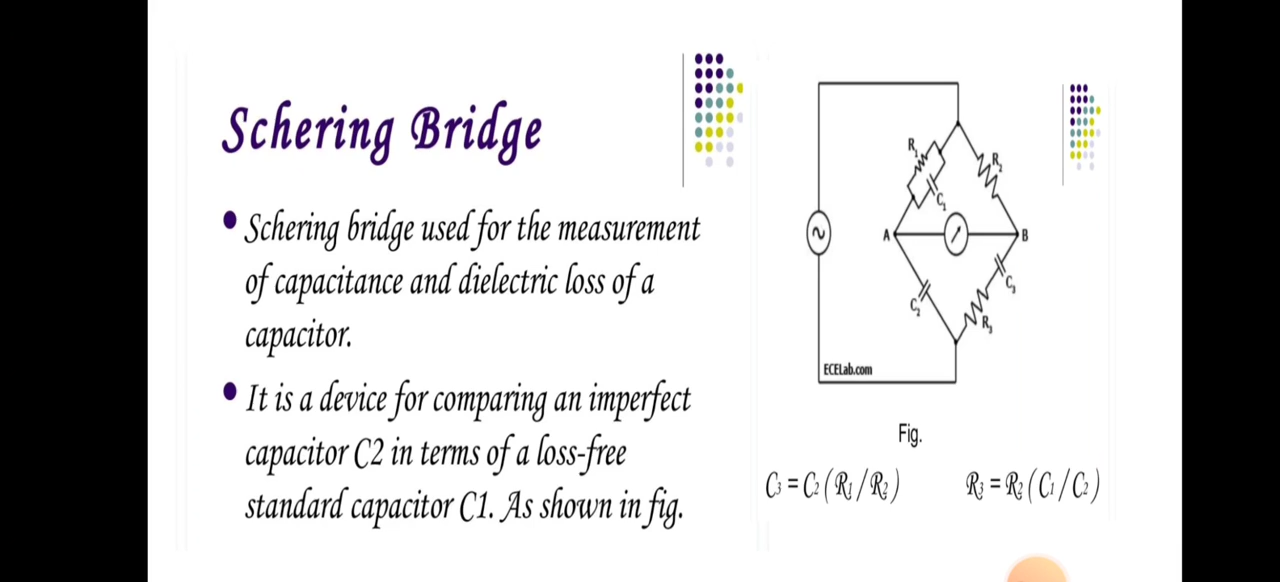 Schering Bridge
Schering bridge used for the measurement
of capacitance and dielectric loss of a
capacitor.
It is a device for comparing an imperfect
capacitor C2 in terms of a loss-free
standard capacitor C1. As shown in fig.
R1
R2
C1
A
B
C2
C3
R3
ECELab.com
Fig.
C3 = C2 ( R1 / R2 )
R3 = R2 ( C1 / C2 )